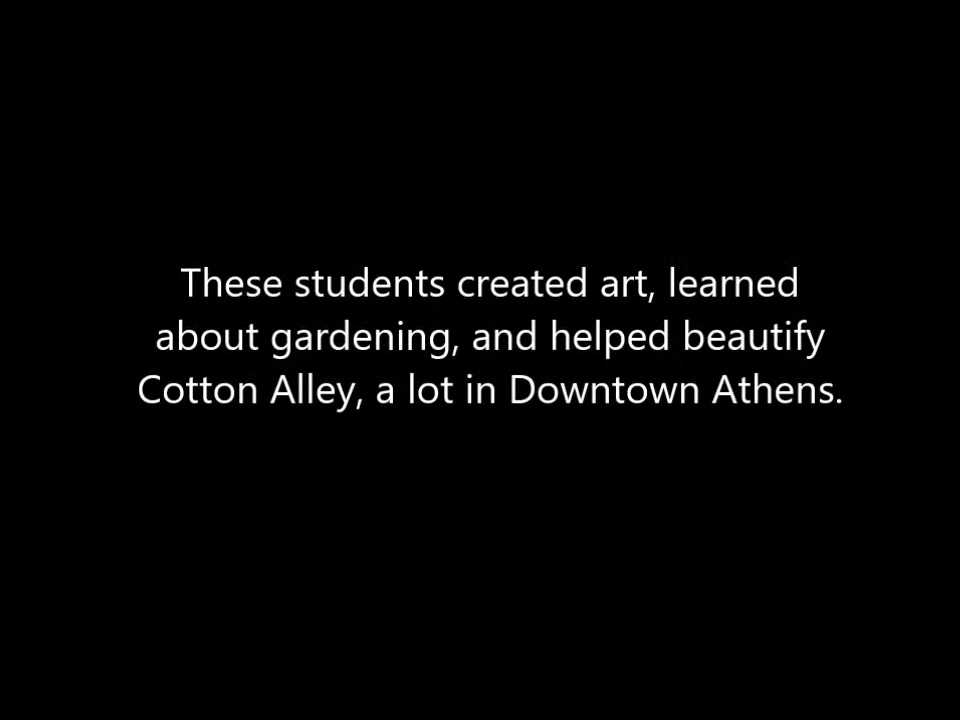 These students created art, learned
about gardening, and helped beautify
Cotton Alley, a lot in Downtown Athens.